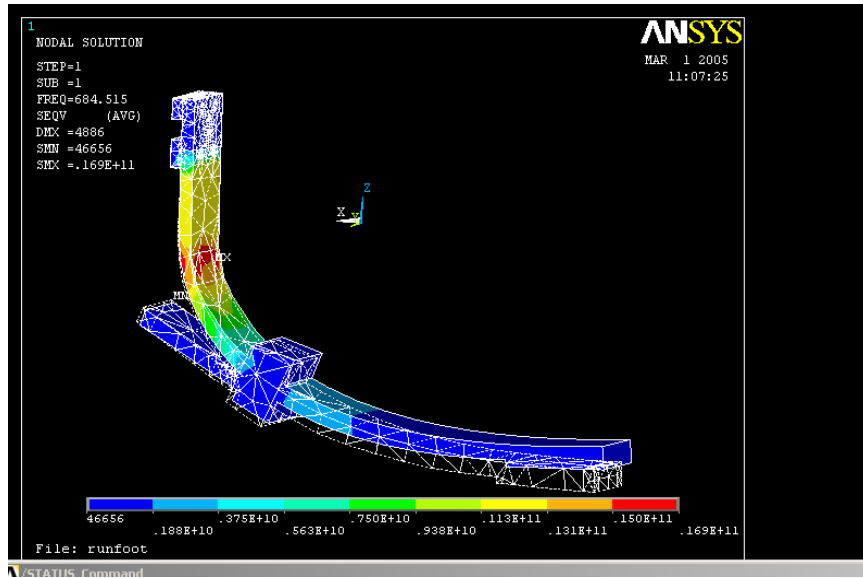 1
NODAL SOLUTION
STEP=1
SUB =1
FREQ=684.515
SEQV (AVG)
DMX =4886
SMN =46656
SMX =.169E+11
ANSYS
MAR 1 2005
11:07:25
Z
X
Y
MX
MN
46656 .375E+10 .750E+10 .113E+11 .150E+11
.188E+10 .563E+10 .938E+10 .131E+11 .169E+11
File: runfoot
/STATUS Command